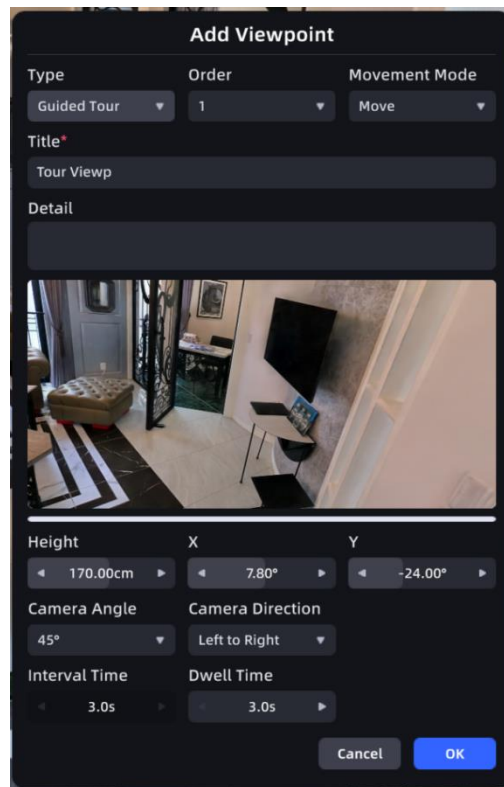 Add Viewpoint
Type Order Movement Mode
Guided Tour 1 Move
Title*
Tour Viewp
Detail
Height X Y
170.00cm 7.80° -24.00°
Camera Angle Camera Direction
45° Left to Right
Interval Time Dwell Time
3.0s 3.0s
Cancel OK